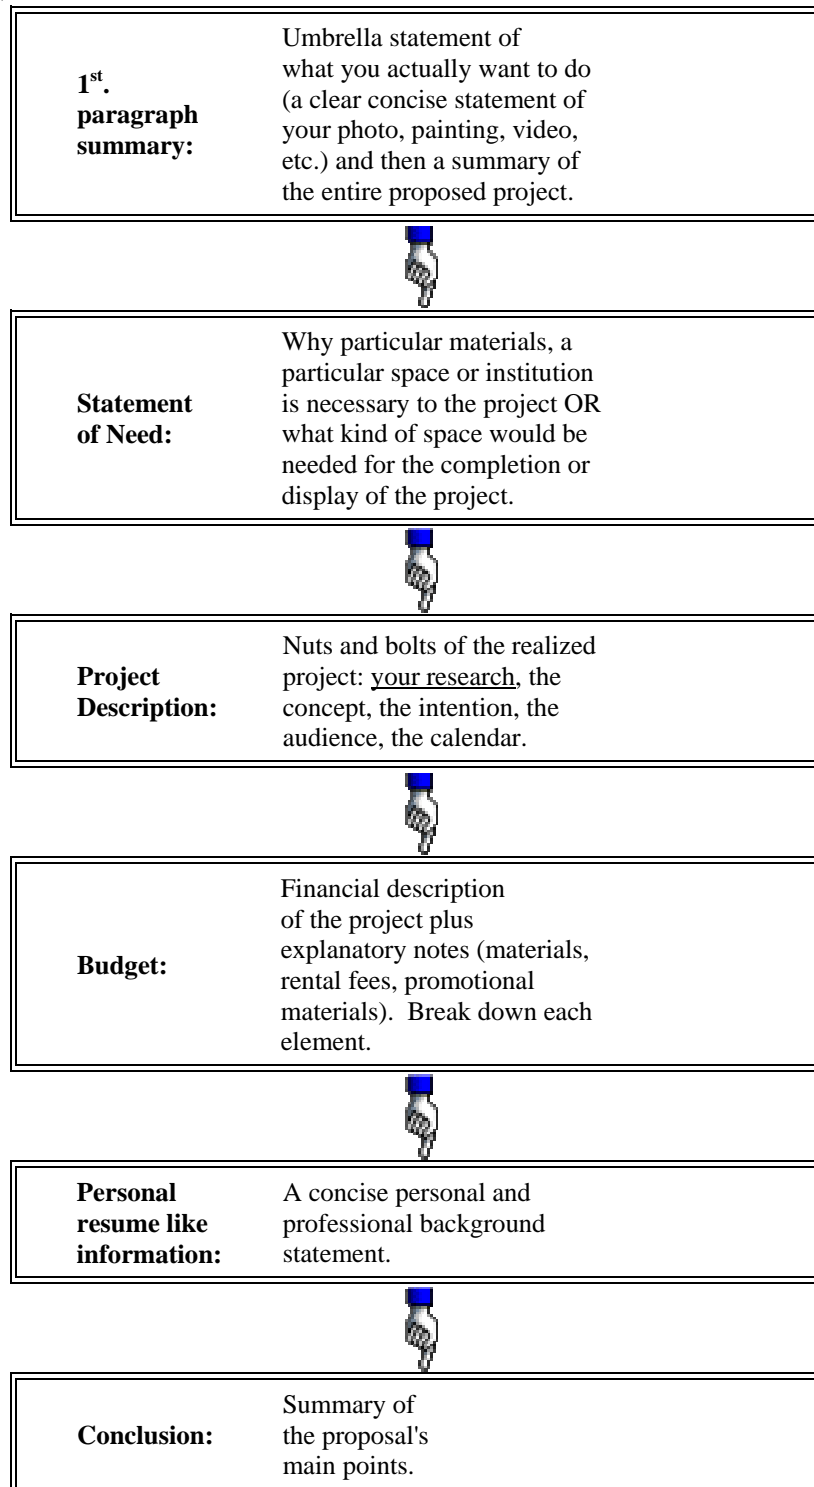 1st.
paragraph
summary:
Umbrella statement of
what you actually want to do
(a clear concise statement of
your photo, painting, video,
etc.) and then a summary of
the entire proposed project.
Statement
of Need:
Why particular materials, a
particular space or institution
is necessary to the project OR
what kind of space would be
needed for the completion or
display of the project.
Project
Description:
Nuts and bolts of the realized
project: your research, the
concept, the intention, the
audience, the calendar.
Budget:
Financial description
of the project plus
explanatory notes (materials,
rental fees, promotional
materials).  Break down each
element.
Personal
resume like
information:
A concise personal and
professional background
statement.
Conclusion:
Summary of
the proposal's
main points.